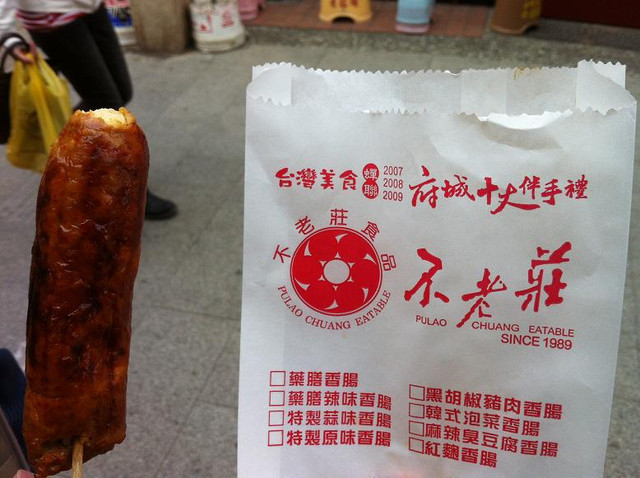 台灣美食 蟬聯 2007 2008 2009 府城十大伴手禮
不老莊食品
PULAO CHUANG EATABLE
不老莊
PULAO CHUANG EATABLE
SINCE 1989
□藥膳香腸
□藥膳辣味香腸
□特製蒜味香腸
□特製原味香腸
□黑胡椒豬肉香腸
□韓式泡菜香腸
□麻辣臭豆腐香腸
□紅麴香腸